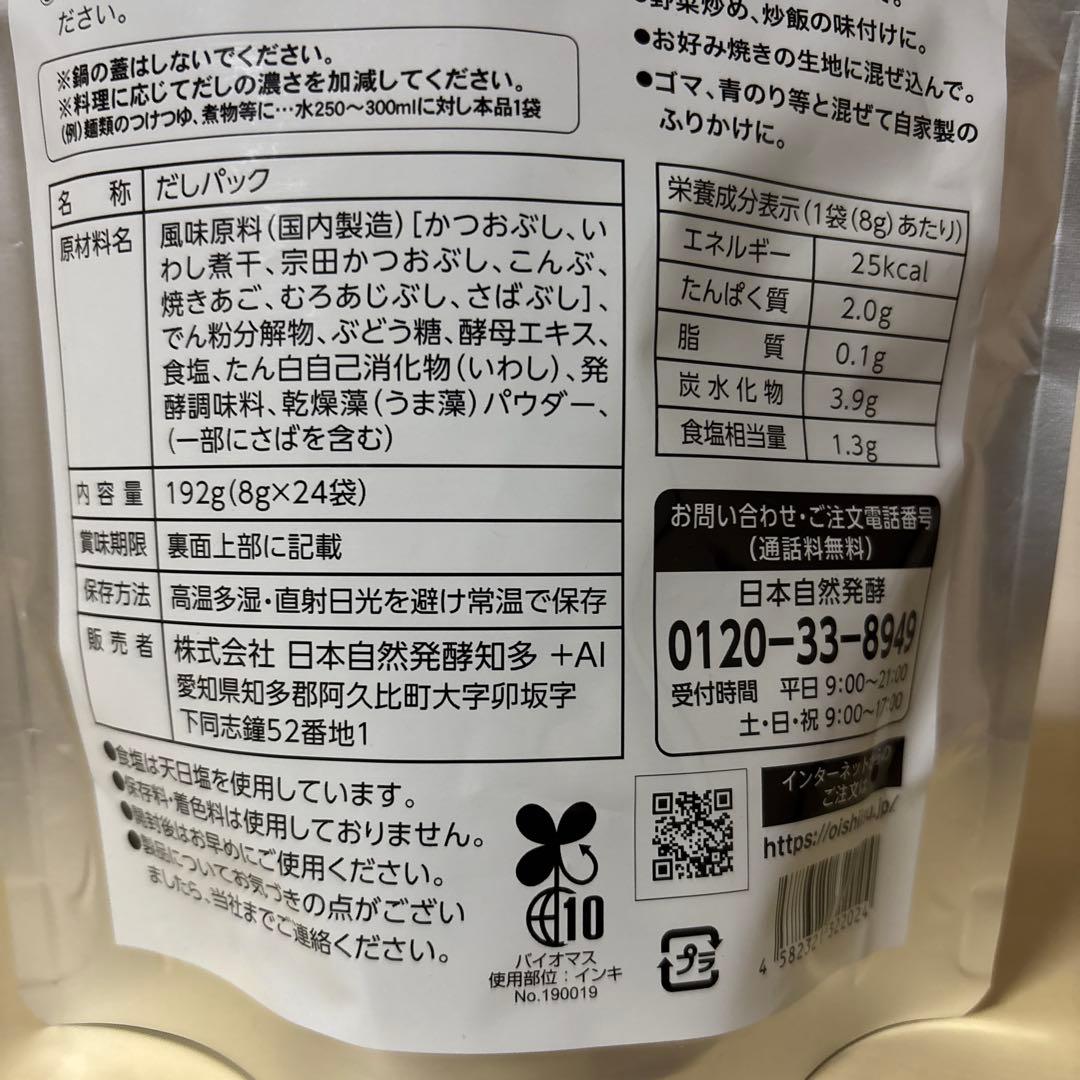 ださい。
※鍋の蓋はしないでください。
※料理に応じてだしの濃さを加減してください。
(例)麺類のつけつゆ、煮物等に…水250〜300mlに対し本品1袋
●野菜炒め、炒飯の味付けに。
●お好み焼きの生地に混ぜ込んで。
●ゴマ、青のり等と混ぜて自家製の
ふりかけに。
名称 だしパック
原材料名 風味原料(国内製造)[かつおぶし、い
わし煮干、宗田かつおぶし、こんぶ、
焼きあご、むろあじぶし、さばぶし]、
でん粉分解物、ぶどう糖、酵母エキス、
食塩、たん白自己消化物(いわし)、発
酵調味料、乾燥藻(うま藻)パウダー、
(一部にさばを含む)
内容量 192g(8g×24袋)
賞味期限 裏面上部に記載
保存方法 高温多湿・直射日光を避け常温で保存
販売者 株式会社 日本自然発酵知多 +AI
愛知県知多郡阿久比町大字卯坂字
下同志鐘52番地1
栄養成分表示(1袋(8g)あたり)
エネルギー 25kcal
たんぱく質 2.0g
脂質 0.1g
炭水化物 3.9g
食塩相当量 1.3g
お問い合わせ・ご注文電話番号
(通話料無料)
日本自然発酵
0120-33-8949
受付時間 平日 9:00〜21:00
土・日・祝 9:00〜17:00
●食塩は天日塩を使用しています。
●保存料・着色料は使用しておりません。
●開封後はお早めにご使用ください。
●製品についてお気づきの点がござい
ましたら、当社までご連絡ください。
10
バイオマス
使用部位:インキ
No.190019
インターネットからの
ご注文は
プラ
4 582321 322024